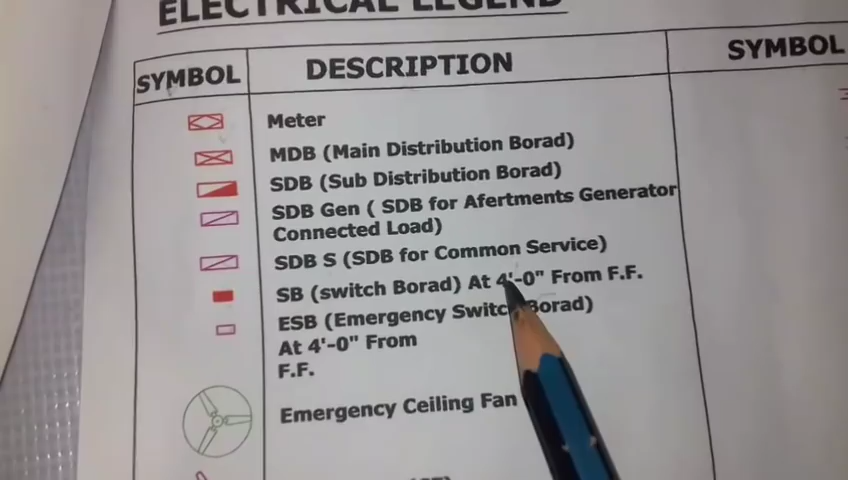 ELECTRICAL LEGEND
SYMBOL
DESCRIPTION
SYMBOL
Meter
MDB (Main Distribution Borad)
SDB (Sub Distribution Borad)
SDB Gen ( SDB for Afertments Generator
Connected Load)
SDB S (SDB for Common Service)
SB (switch Borad) At 4'-0" From F.F.
ESB (Emergency Switch Borad)
At 4'-0" From
F.F.
Emergency Ceiling Fan